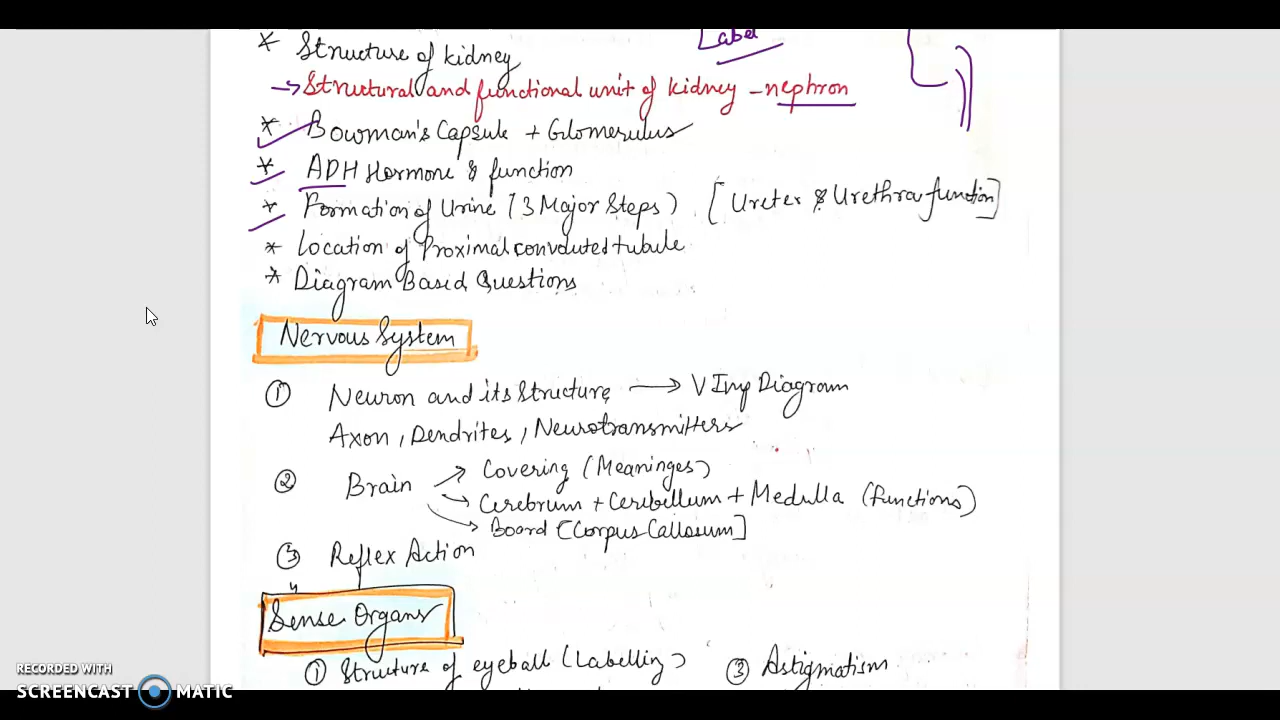 Label
* Structure of kidney
→ Structural and functional unit of kidney - nephron
* Bowman's Capsule + Glomerulus
* ADH Hormone & function
* Formation of Urine (3 Major Steps) [Ureter & Urethra function]
* Location of Proximal convouted tubule
* Diagram Based Questions
Nervous System
① Neuron and its Structure → V Imp Diagram
Axon, Dendrites, Neurotransmitters
② Brain → Covering (Meaninges)
→ Cerebrum + Cerebellum + Medulla (functions)
→ Board [Corpus Callosum]
③ Reflex Action
Sense Organs
① Structure of eyeball (Labelling) ③ Astigmatism
RECORDED WITH
SCREENCAST MATIC